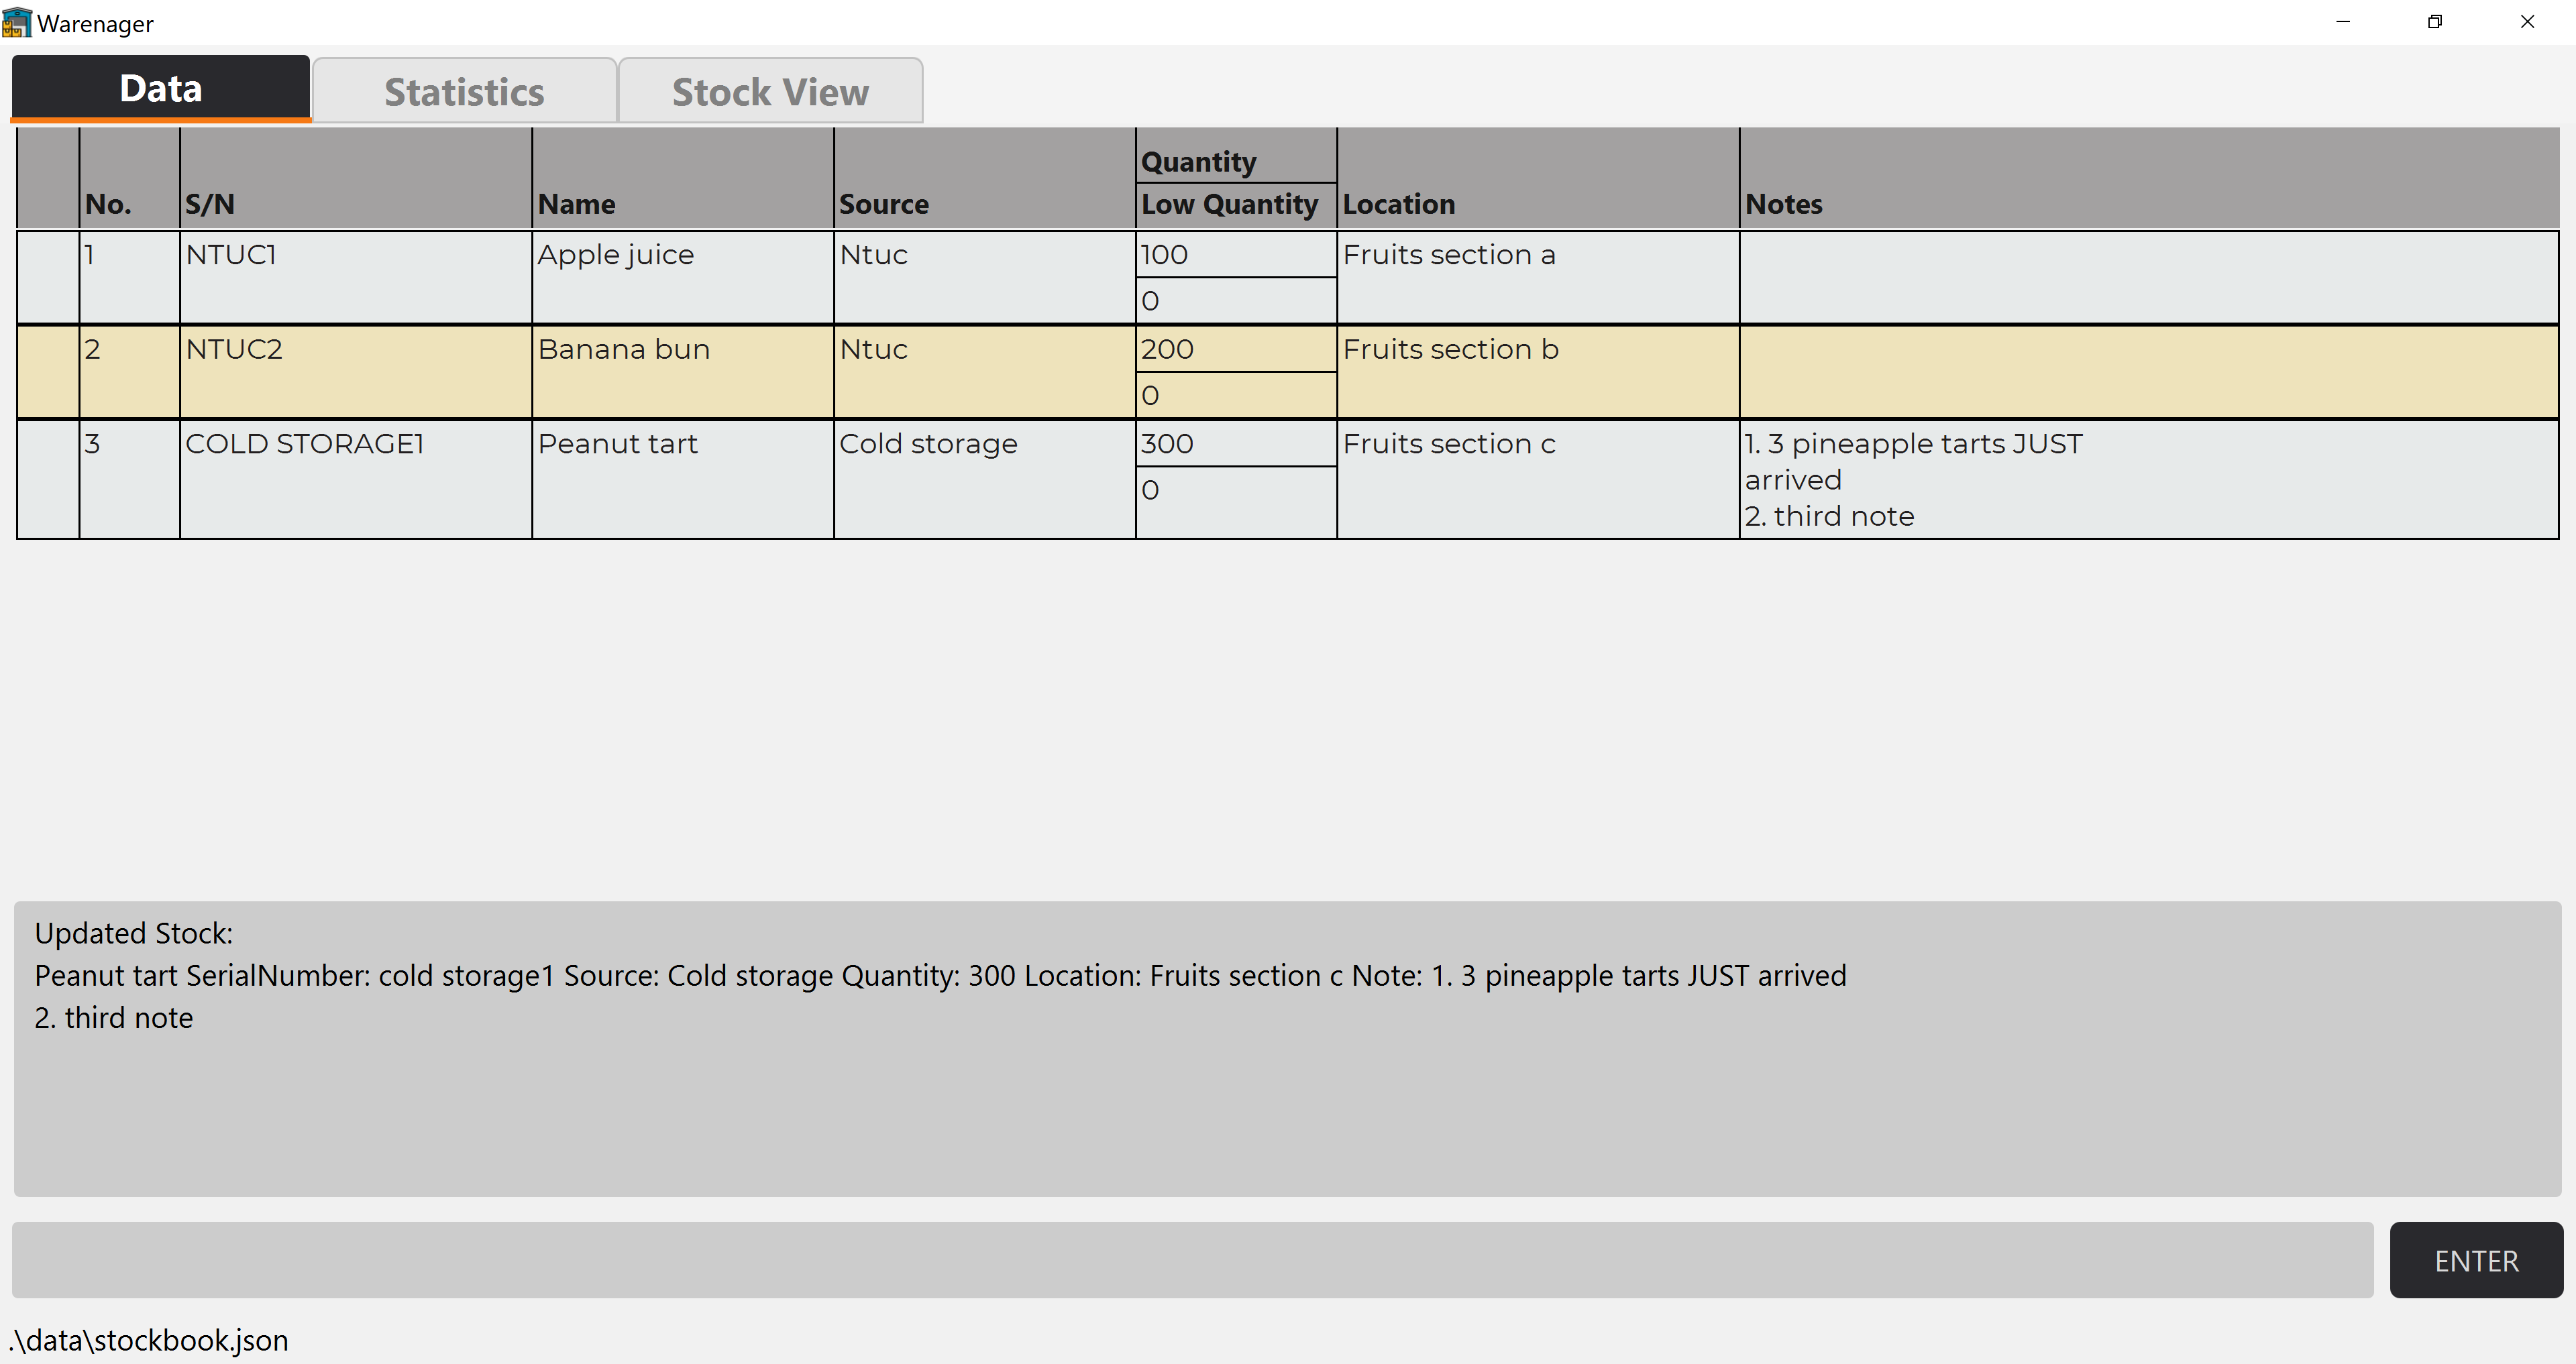 Warenager
Data Statistics Stock View
No. S/N Name Source Quantity Low Quantity Location Notes
1 NTUC1 Apple juice Ntuc 100 Fruits section a
0
2 NTUC2 Banana bun Ntuc 200 Fruits section b
0
3 COLD STORAGE1 Peanut tart Cold storage 300 Fruits section c 1. 3 pineapple tarts JUST
0 arrived
2. third note
Updated Stock:
Peanut tart SerialNumber: cold storage1 Source: Cold storage Quantity: 300 Location: Fruits section c Note: 1. 3 pineapple tarts JUST arrived
2. third note
ENTER
.\data\stockbook.json